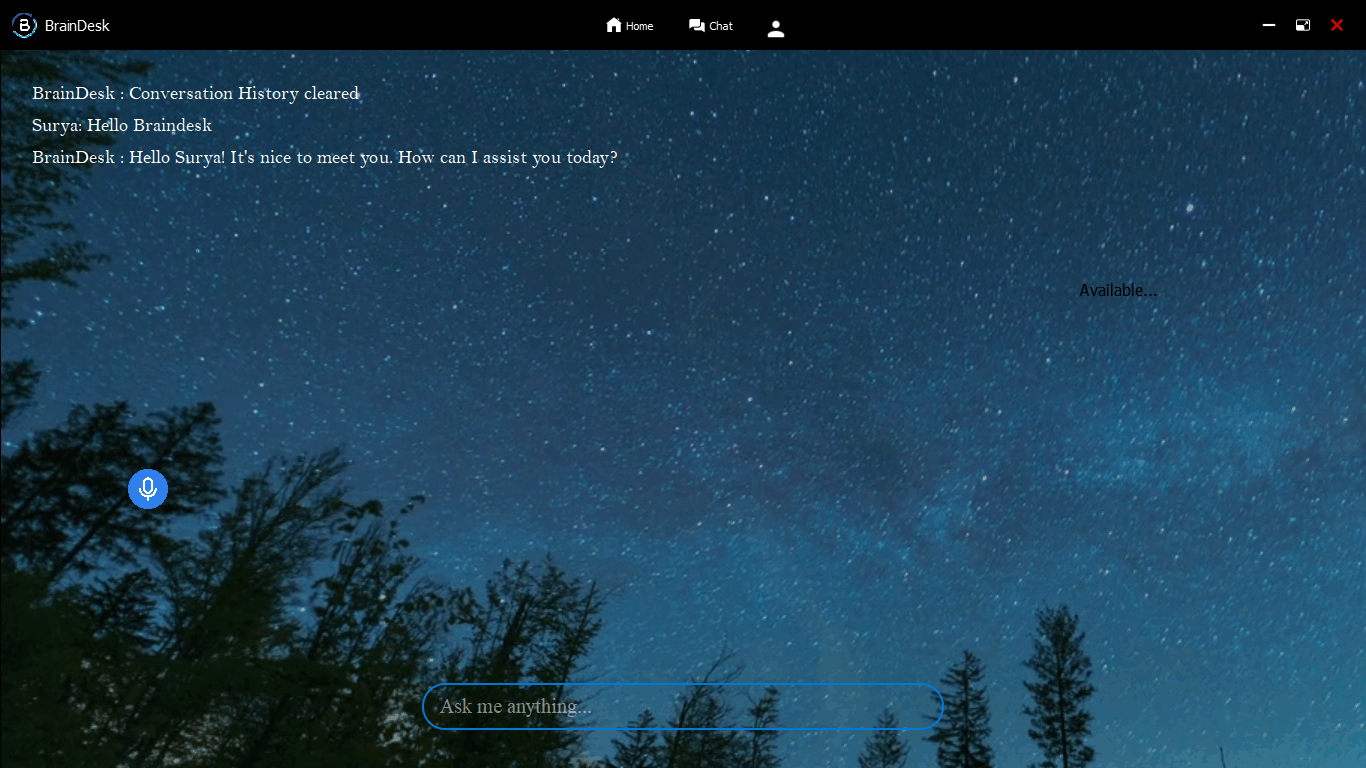 BrainDesk
Home
Chat
BrainDesk : Conversation History cleared
Surya: Hello Braindesk
BrainDesk : Hello Surya! It's nice to meet you. How can I assist you today?
Available...
Ask me anything...